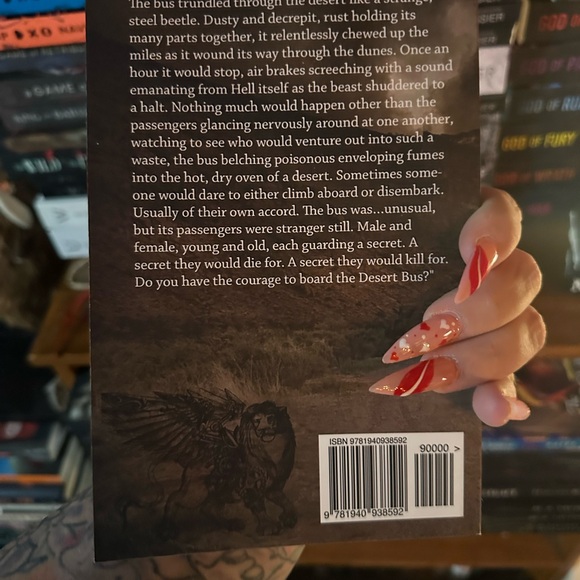 The bus trundled through the desert like a strange,
steel beetle. Dusty and decrepit, rust holding its
many parts together, it relentlessly chewed up the
miles as it wound its way through the dunes. Once an
hour it would stop, air brakes screeching with a sound
emanating from Hell itself as the beast shuddered to
a halt. Nothing much would happen other than the
passengers glancing nervously around at one another,
watching to see who would venture out into such a
waste, the bus belching poisonous enveloping fumes
into the hot, dry oven of a desert. Sometimes some-
one would dare to either climb aboard or disembark.
Usually of their own accord. The bus was...unusual,
but its passengers were stranger still. Male and
female, young and old, each guarding a secret. A
secret they would die for. A secret they would kill for.
Do you have the courage to board the Desert Bus?"
ISBN 9781940938592
90000 >
9 781940 938592
GOD OF FURY